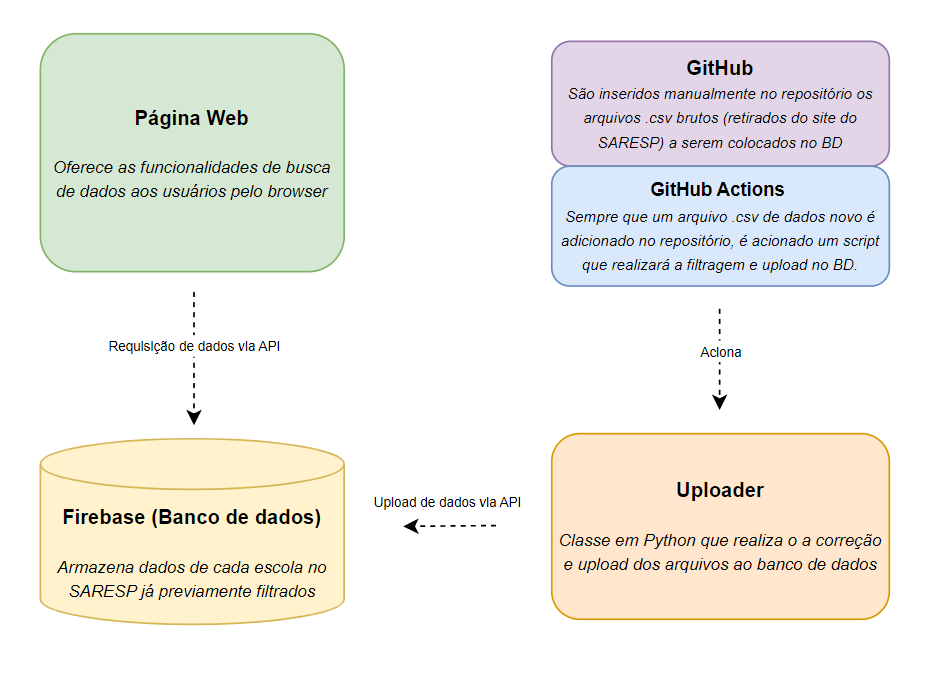 Página Web
Oferece as funcionalidades de busca
de dados aos usuários pelo browser
GitHub
São inseridos manualmente no repositório os
arquivos .csv brutos (retirados do site do
SARESP) a serem colocados no BD
GitHub Actions
Sempre que um arquivo .csv de dados novo é
adicionado no repositório, é acionado um script
que realizará a filtragem e upload no BD.
Requisição de dados via API
Aciona
Firebase (Banco de dados)
Armazena dados de cada escola no
SARESP já previamente filtrados
Upload de dados via API
Uploader
Classe em Python que realiza o a correção
e upload dos arquivos ao banco de dados